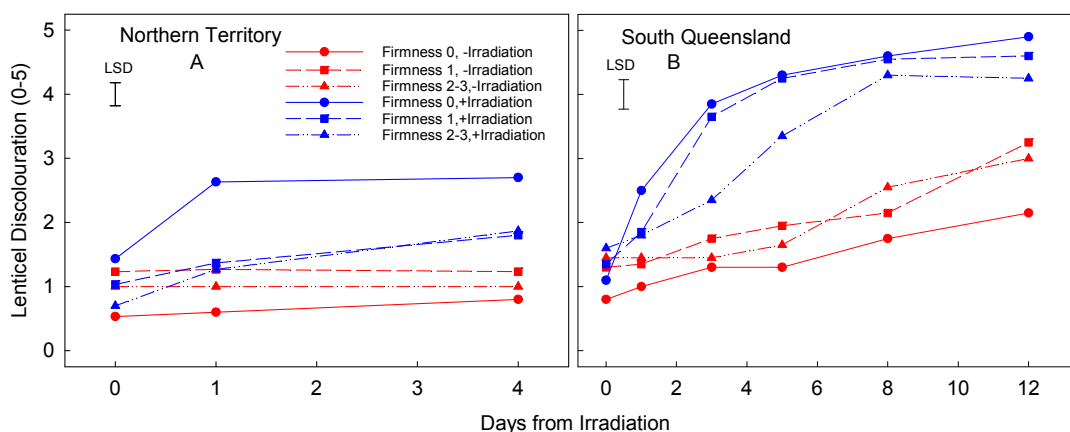 Lenticel Discolouration (0-5)
5
4
3
2
1
0
Northern Territory
A
LSD
Firmness 0, -Irradiation
Firmness 1, -Irradiation
Firmness 2-3,-Irradiation
Firmness 0,+Irradiation
Firmness 1,+Irradiation
Firmness 2-3,+Irradiation
South Queensland
LSD B
0 1 2 3 4
0 2 4 6 8 10 12
Days from Irradiation